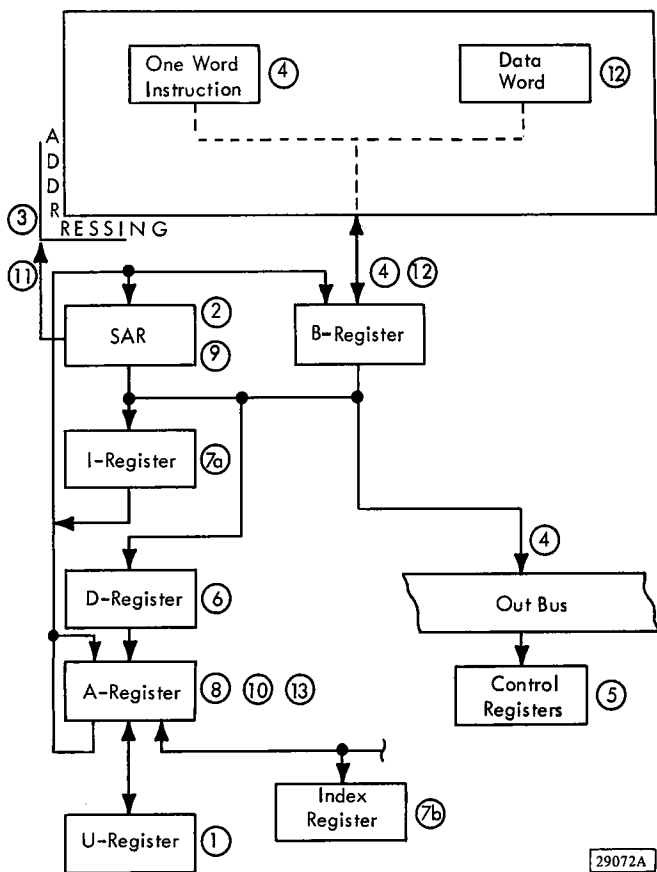 One Word
Instruction
④
Data
Word
⑫
ADDR
RESSING
③
⑪
④ ⑫
SAR
②
⑨
B-Register
I-Register
⑦a
④
D-Register
⑥
Out Bus
A-Register
⑧ ⑩ ⑬
Control
Registers
⑤
Index
Register
⑦b
U-Register
①
29072A